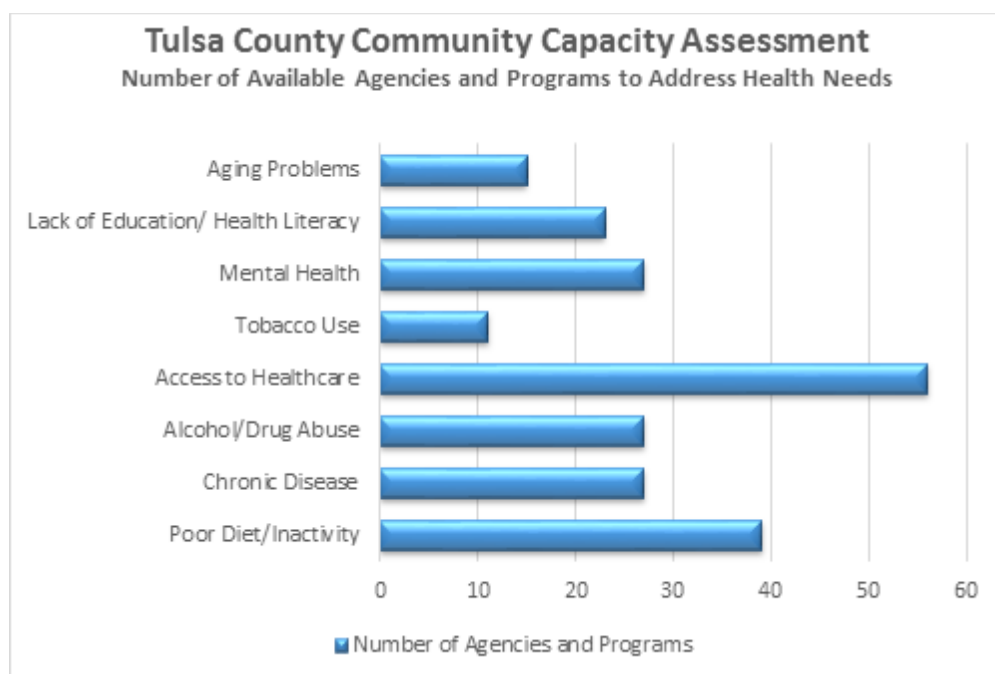 Tulsa County Community Capacity Assessment
Number of Available Agencies and Programs to Address Health Needs
Aging Problems
Lack of Education/ Health Literacy
Mental Health
Tobacco Use
Access to Healthcare
Alcohol/Drug Abuse
Chronic Disease
Poor Diet/Inactivity
0 10 20 30 40 50 60
Number of Agencies and Programs